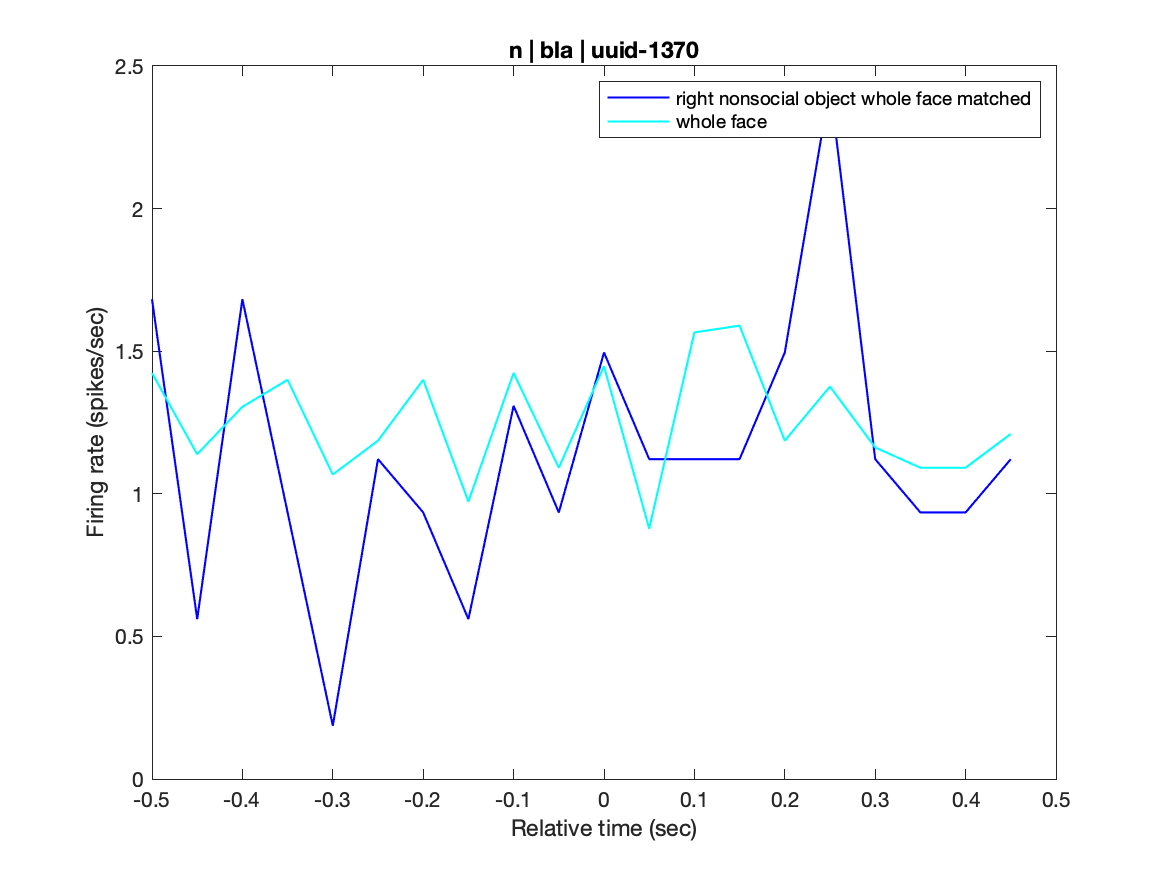 n | bla | uuid-1370
2.5
right nonsocial object whole face matched
whole face
2
1.5
1
0.5
0
Firing rate (spikes/sec)
-0.5 -0.4 -0.3 -0.2 -0.1 0 0.1 0.2 0.3 0.4 0.5
Relative time (sec)